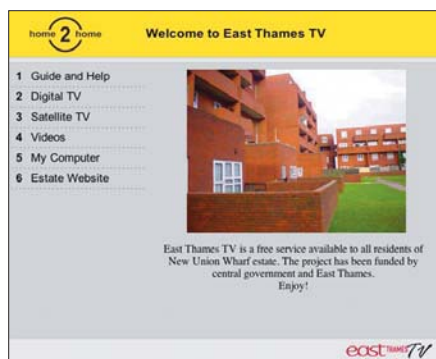 home 2 home
Welcome to East Thames TV
1 Guide and Help
2 Digital TV
3 Satellite TV
4 Videos
5 My Computer
6 Estate Website
East Thames TV is a free service available to all residents of
New Union Wharf estate. The project has been funded by
central government and East Thames.
Enjoy!
east THAMES TV